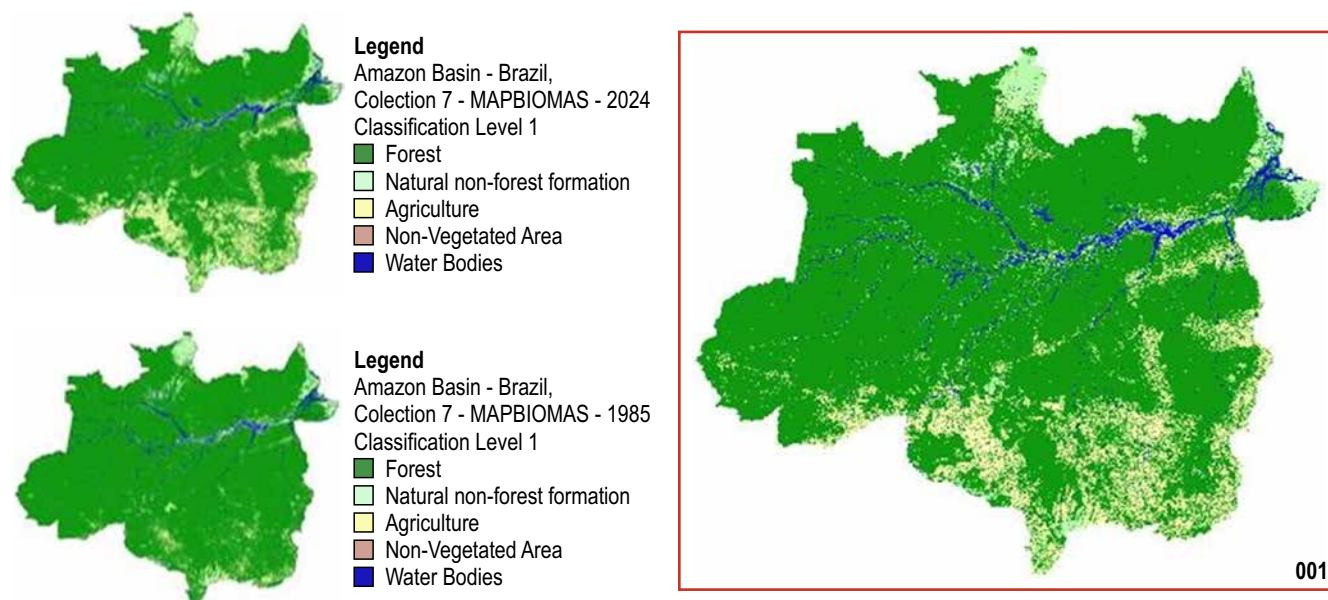 Legend
Amazon Basin - Brazil,
Colection 7 - MAPBIOMAS - 2024
Classification Level 1
Forest
Natural non-forest formation
Agriculture
Non-Vegetated Area
Water Bodies
Legend
Amazon Basin - Brazil,
Colection 7 - MAPBIOMAS - 1985
Classification Level 1
Forest
Natural non-forest formation
Agriculture
Non-Vegetated Area
Water Bodies
001